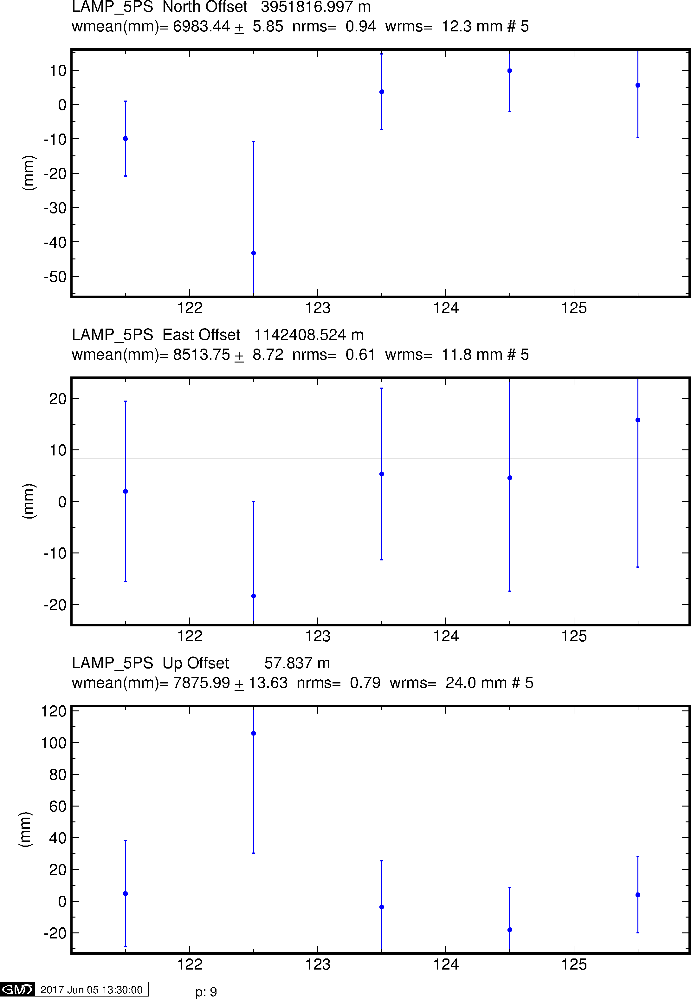 LAMP_5PS North Offset 3951816.997 m
wmean(mm)= 6983.44 ± 5.85 nrms= 0.94 wrms= 12.3 mm # 5
10
0
-10
-20
-30
-40
-50
(mm)
122 123 124 125
LAMP_5PS East Offset 1142408.524 m
wmean(mm)= 8513.75 ± 8.72 nrms= 0.61 wrms= 11.8 mm # 5
20
10
0
-10
-20
(mm)
122 123 124 125
LAMP_5PS Up Offset 57.837 m
wmean(mm)= 7875.99 ± 13.63 nrms= 0.79 wrms= 24.0 mm # 5
120
100
80
60
40
20
0
-20
(mm)
122 123 124 125
GMT 2017 Jun 05 13:30:00 p: 9